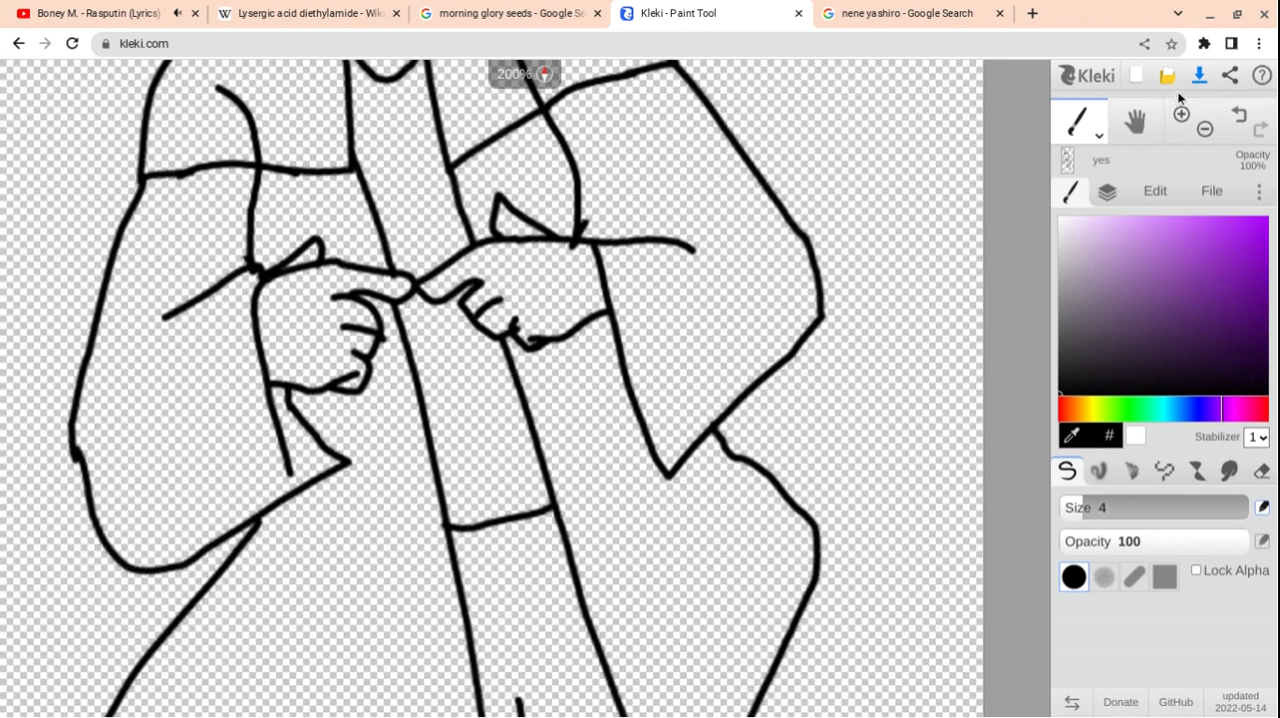 Boney M. - Rasputin (Lyrics)
Lysergic acid diethylamide - Wiki
morning glory seeds - Google Se
Kleki - Paint Tool
nene yashiro - Google Search
kleki.com
200%
Kleki
yes
Opacity
100%
Edit
File
#
Stabilizer 1
Size 4
Opacity 100
Lock Alpha
Donate
GitHub
updated
2022-05-14